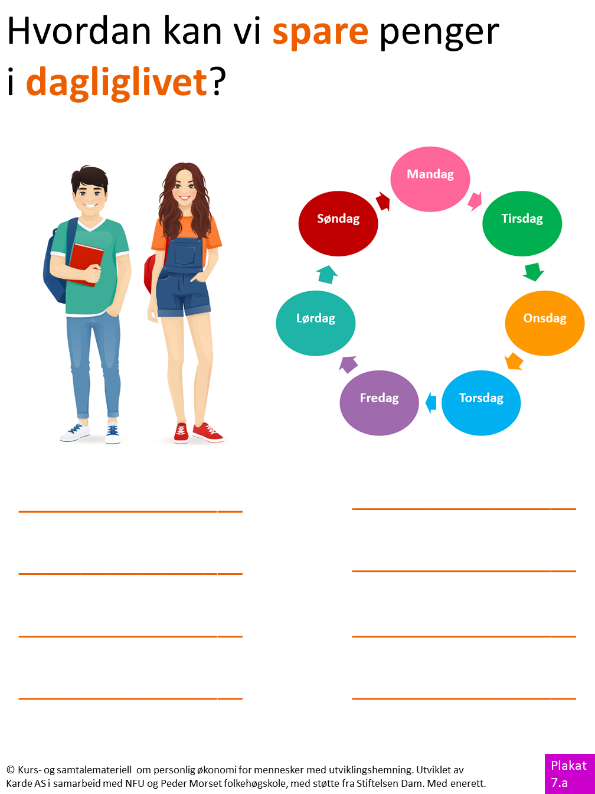 Hvordan kan vi spare penger
i dagliglivet?
Mandag
Tirsdag
Onsdag
Torsdag
Fredag
Lørdag
Søndag
© Kurs- og samtalemateriell om personlig økonomi for mennesker med utviklingshemning. Utviklet av
Karde AS i samarbeid med NFU og Peder Morset folkehøgskole, med støtte fra Stiftelsen Dam. Med enerett.
Plakat
7.a